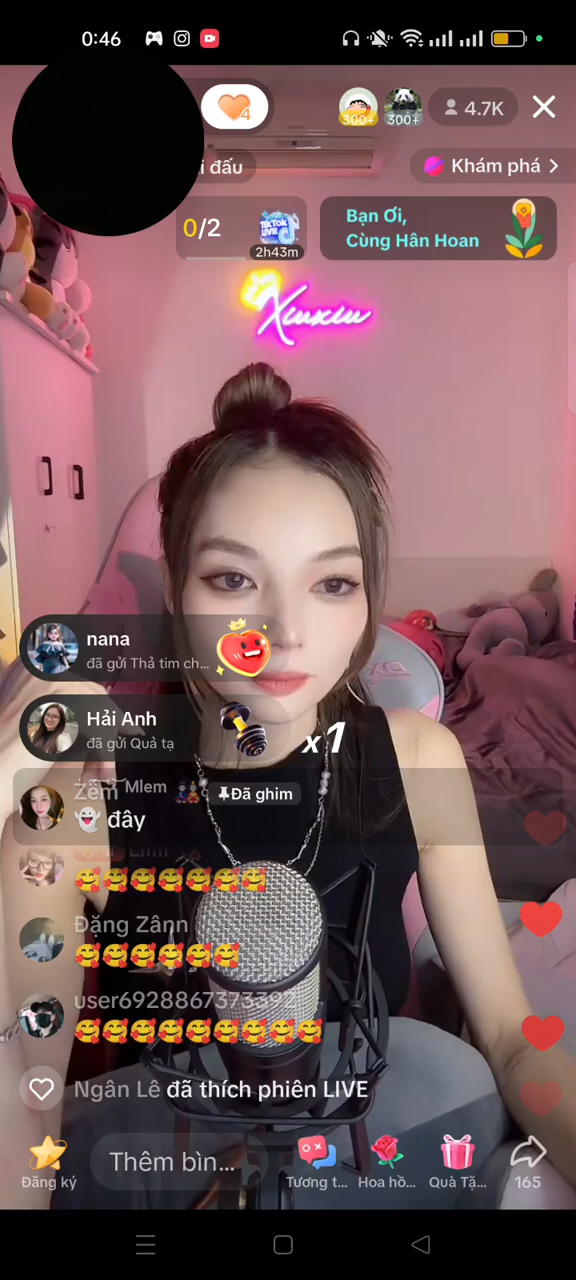 0:46
4
300+
300+
4.7K
i đấu
Khám phá
0/2
TikTok LIVE
2h43m
Bạn Ơi,
Cùng Hân Hoan
Xiuxiu
nana
đã gửi Thả tim ch...
Hải Anh
đã gửi Quả tạ
x1
Mlem
Đã ghim
👻 đây
🥰🥰🥰🥰🥰🥰🥰
Đặng Zânn
🥰🥰🥰🥰🥰🥰
user6928867373392
🥰🥰🥰🥰🥰🥰🥰🥰🥰
Ngân Lê đã thích phiên LIVE
Đăng ký
Thêm bìn...
Tương t...
Hoa hồ...
Quà Tặ...
165